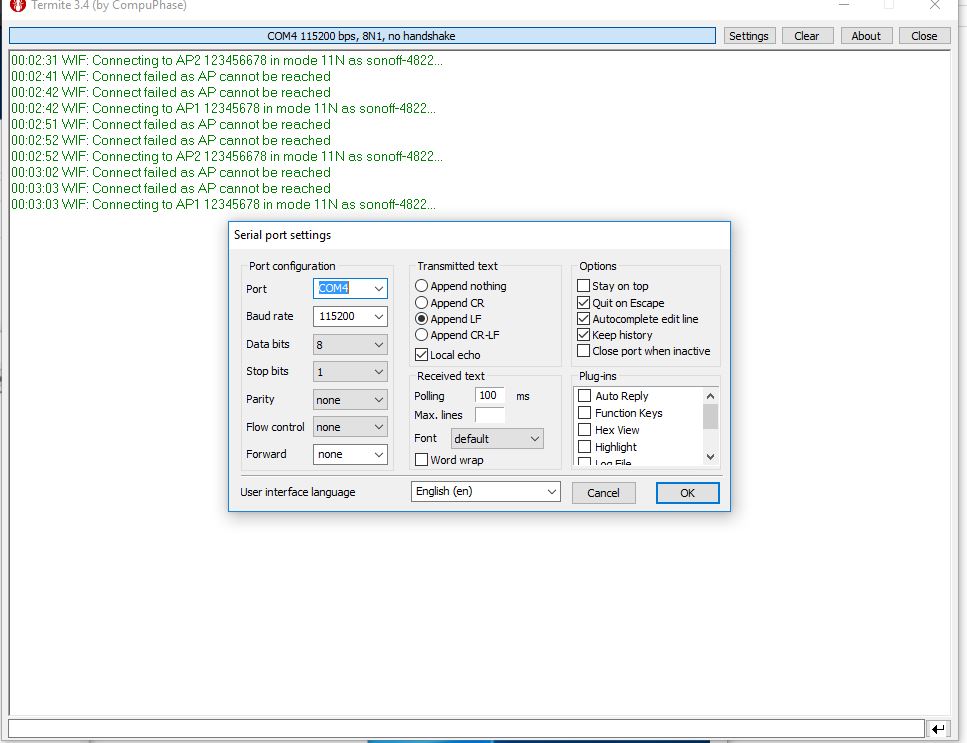 Termite 3.4 (by CompuPhase)
COM4 115200 bps, 8N1, no handshake Settings Clear About Close
00:02:31 WIF: Connecting to AP2 123456678 in mode 11N as sonoff-4822...
00:02:41 WIF: Connect failed as AP cannot be reached
00:02:42 WIF: Connect failed as AP cannot be reached
00:02:42 WIF: Connecting to AP1 12345678 in mode 11N as sonoff-4822...
00:02:51 WIF: Connect failed as AP cannot be reached
00:02:52 WIF: Connect failed as AP cannot be reached
00:02:52 WIF: Connecting to AP2 123456678 in mode 11N as sonoff-4822...
00:03:02 WIF: Connect failed as AP cannot be reached
00:03:03 WIF: Connect failed as AP cannot be reached
00:03:03 WIF: Connecting to AP1 12345678 in mode 11N as sonoff-4822...
Serial port settings
Port configuration
Port COM4
Baud rate 115200
Data bits 8
Stop bits 1
Parity none
Flow control none
Forward none
Transmitted text
Append nothing
Append CR
Append LF
Append CR-LF
Local echo
Received text
Polling 100 ms
Max. lines
Font default
Word wrap
Options
Stay on top
Quit on Escape
Autocomplete edit line
Keep history
Close port when inactive
Plug-ins
Auto Reply
Function Keys
Hex View
Highlight
Log File
User interface language English (en) Cancel OK